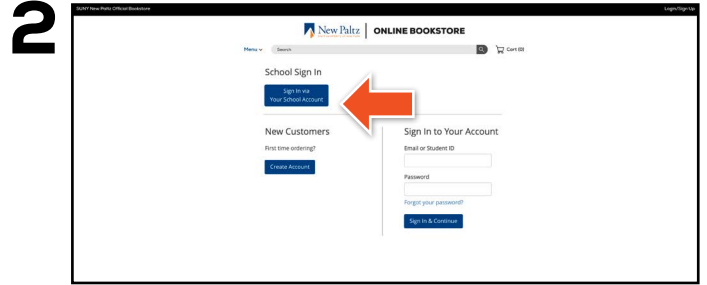 2
SUNY New Paltz Official Bookstore
Login/Sign Up
New Paltz
ONLINE BOOKSTORE
Menu
Search
Cart (0)
School Sign In
Sign In via
Your School Account
New Customers
First time ordering?
Create Account
Sign In to Your Account
Email or Student ID
Password
Forgot your password?
Sign In & Continue